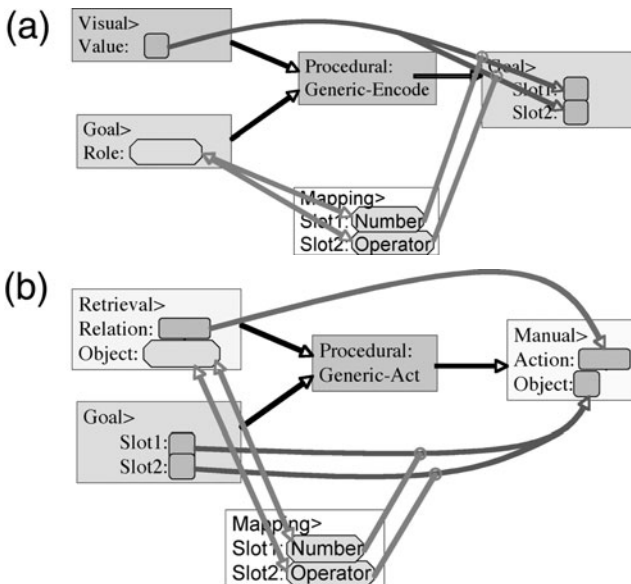 (a)
Visual>
Value:
Procedural:
Generic-Encode
Goal>
Slot1:
Slot2:
Goal>
Role:
Mapping>
Slot1: Number
Slot2: Operator
(b)
Retrieval>
Relation:
Object:
Procedural:
Generic-Act
Manual>
Action:
Object:
Goal>
Slot1:
Slot2:
Mapping>
Slot1: Number
Slot2: Operator